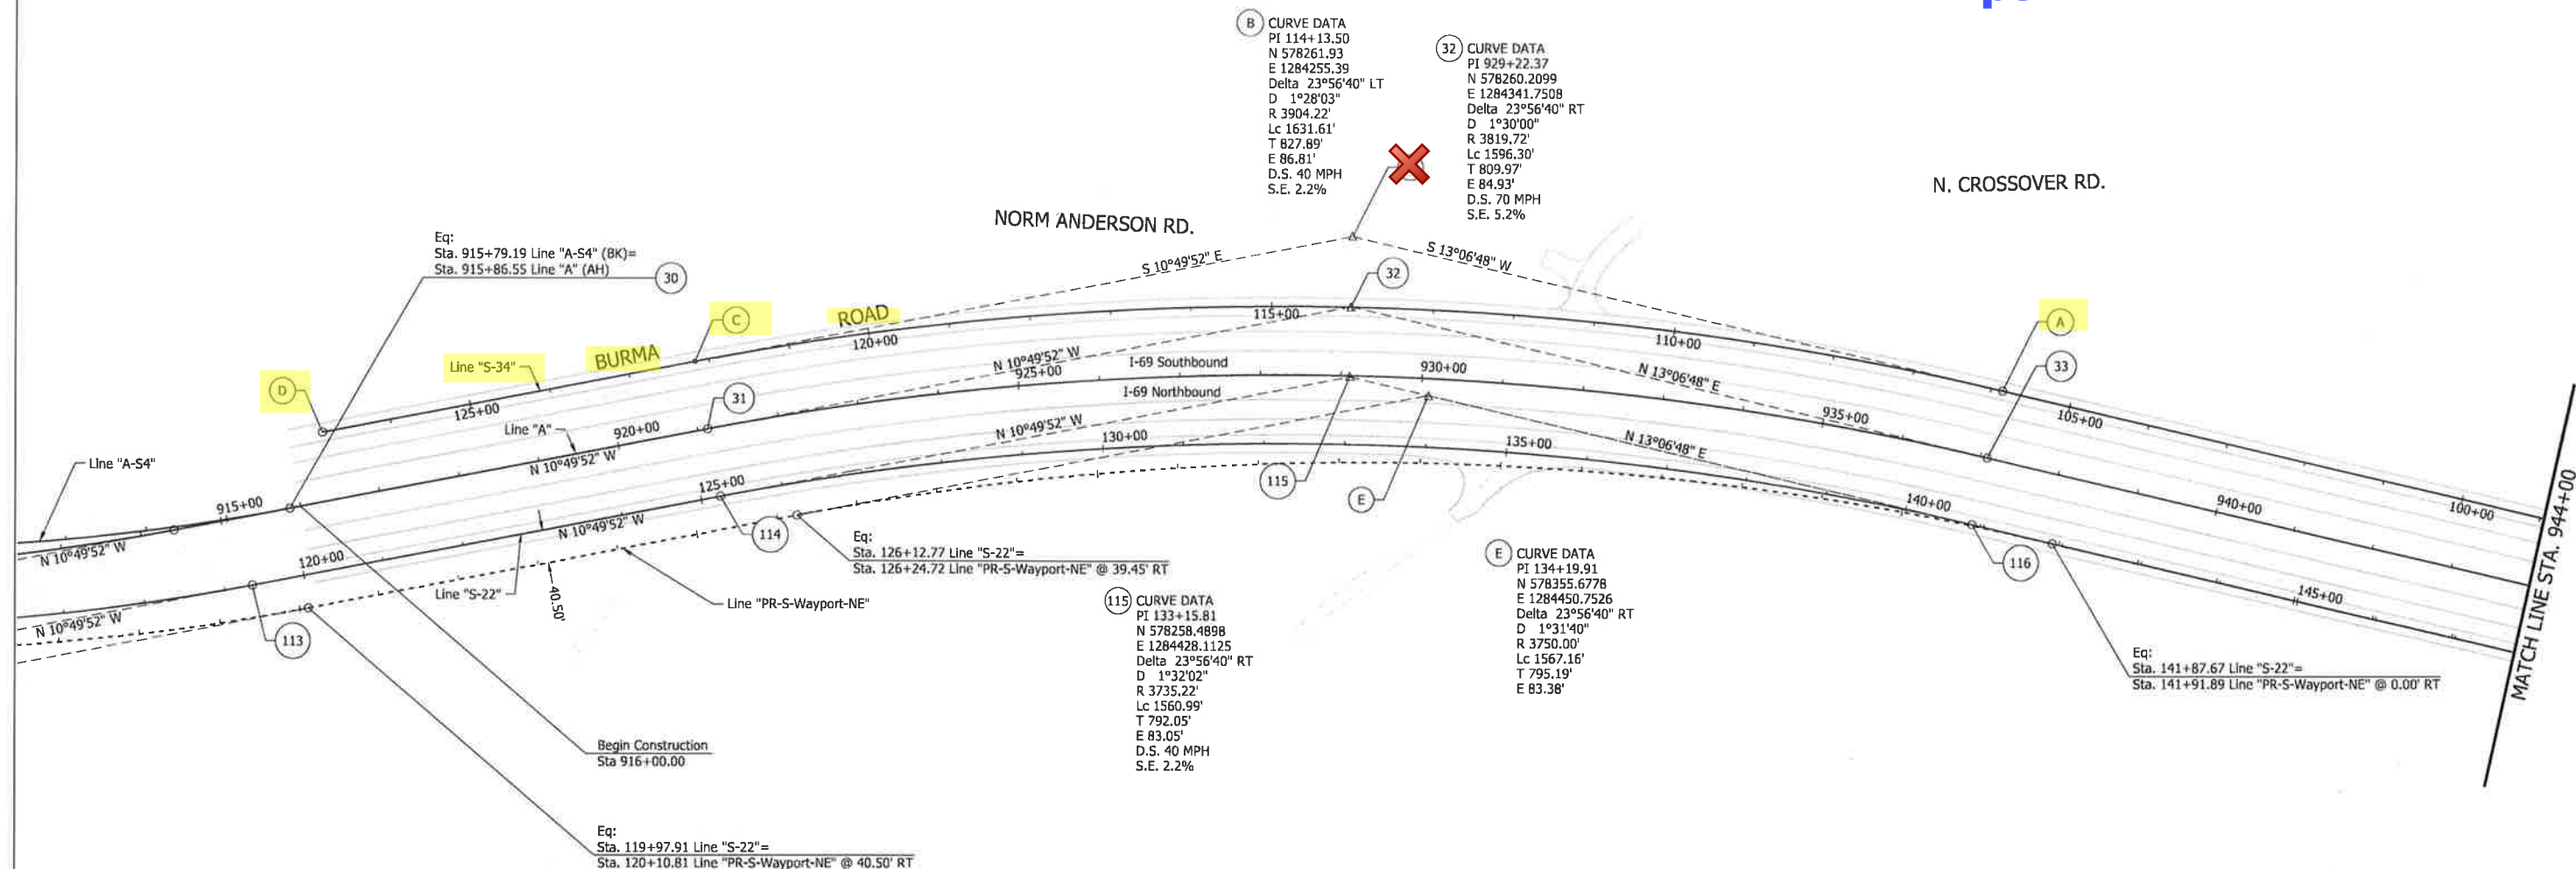 B CURVE DATA
PI 114+13.50
N 578261.93
E 1284255.39
Delta 23°56'40" LT
D 1°28'03"
R 3904.22'
Lc 1631.61'
T 827.89'
E 86.81'
D.S. 40 MPH
S.E. 2.2%
32 CURVE DATA
PI 929+22.37
N 578260.2099
E 1284341.7508
Delta 23°56'40" RT
D 1°30'00"
R 3819.72'
Lc 1596.30'
T 809.97'
E 84.93'
D.S. 70 MPH
S.E. 5.2%
N. CROSSOVER RD.
NORM ANDERSON RD.
Eq:
Sta. 915+79.19 Line "A-S4" (BK)=
Sta. 915+86.55 Line "A" (AH)
30
S 10°49'52" E
S 13°06'48" W
32
C
BURMA ROAD
A
Line "S-34"
D
115+00
120+00
110+00
125+00
105+00
100+00
33
31
N 10°49'52" W
I-69 Southbound
I-69 Northbound
925+00
930+00
N 13°06'48" E
935+00
940+00
Line "A"
920+00
N 10°49'52" W
Line "A-S4"
915+00
N 10°49'52" W
N 10°49'52" W
130+00
135+00
N 13°06'48" E
140+00
145+00
125+00
120+00
N 10°49'52" W
115
E
114
116
Line "S-22"
40.50'
Line "PR-S-Wayport-NE"
N 10°49'52" W
113
Eq:
Sta. 126+12.77 Line "S-22"=
Sta. 126+24.72 Line "PR-S-Wayport-NE" @ 39.45' RT
115 CURVE DATA
PI 133+15.81
N 578258.4898
E 1284428.1125
Delta 23°56'40" RT
D 1°32'02"
R 3735.22'
Lc 1560.99'
T 792.05'
E 83.05'
D.S. 40 MPH
S.E. 2.2%
E CURVE DATA
PI 134+19.91
N 578355.6778
E 1284450.7526
Delta 23°56'40" RT
D 1°31'40"
R 3750.00'
Lc 1567.16'
T 795.19'
E 83.38'
Eq:
Sta. 141+87.67 Line "S-22"=
Sta. 141+91.89 Line "PR-S-Wayport-NE" @ 0.00' RT
MATCH LINE STA. 944+00
Begin Construction
Sta 916+00.00
Eq:
Sta. 119+97.91 Line "S-22"=
Sta. 120+10.81 Line "PR-S-Wayport-NE" @ 40.50' RT